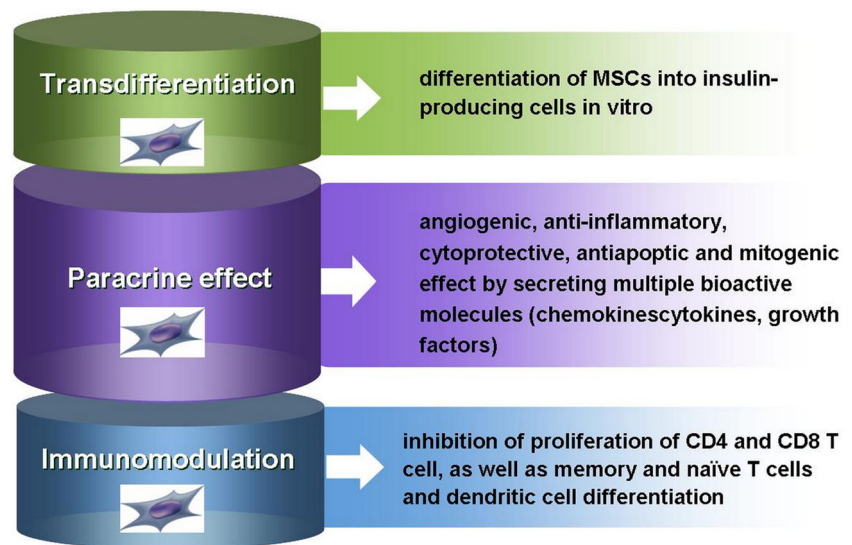 Transdifferentiation
differentiation of MSCs into insulin-
producing cells in vitro
Paracrine effect
angiogenic, anti-inflammatory,
cytoprotective, antiapoptic and mitogenic
effect by secreting multiple bioactive
molecules (chemokinescytokines, growth
factors)
Immunomodulation
inhibition of proliferation of CD4 and CD8 T
cell, as well as memory and naïve T cells
and dendritic cell differentiation